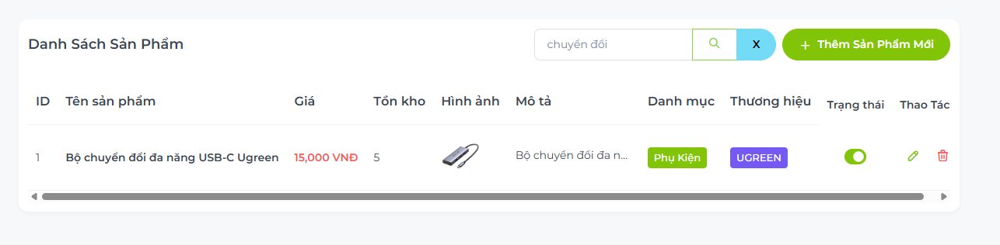 Danh Sách Sản Phẩm
chuyển đổi
X
+ Thêm Sản Phẩm Mới
ID Tên sản phẩm Giá Tồn kho Hình ảnh Mô tả Danh mục Thương hiệu Trạng thái Thao Tác
1 Bộ chuyển đổi đa năng USB-C Ugreen 15,000 VNĐ 5 Bộ chuyển đổi đa n... Phụ Kiện UGREEN